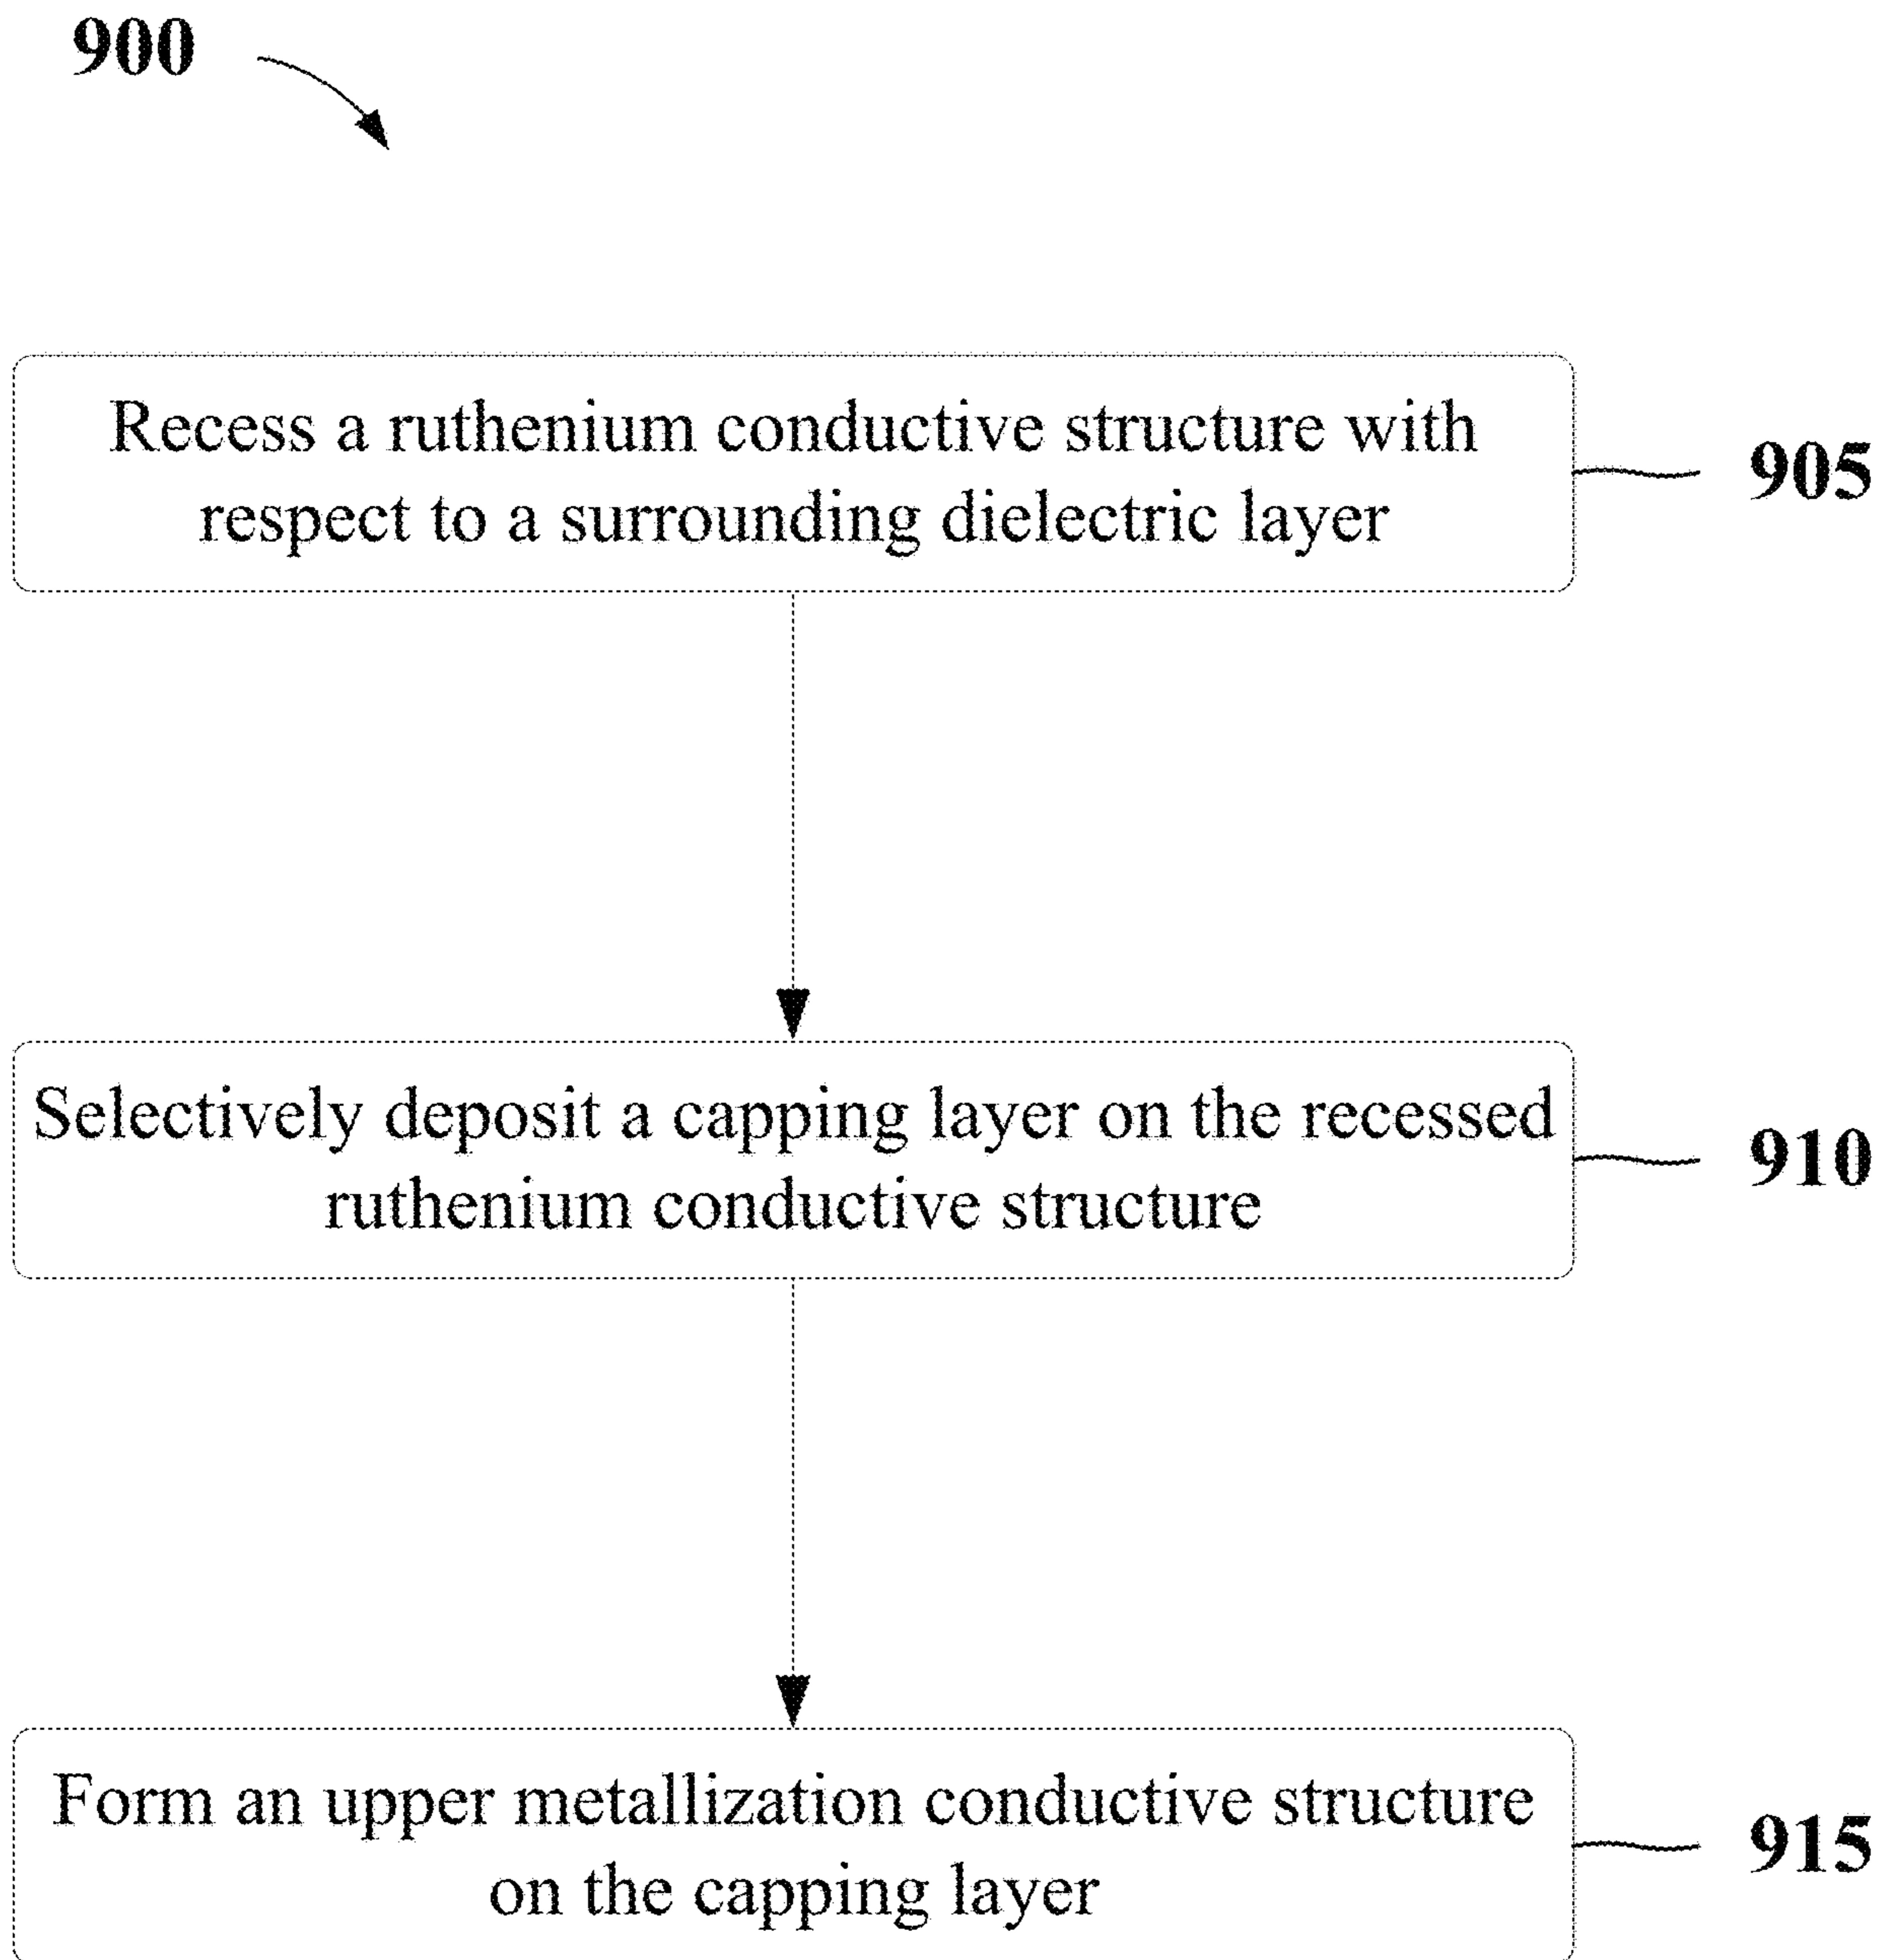 900
Recess a ruthenium conductive structure with
respect to a surrounding dielectric layer
905
Selectively deposit a capping layer on the recessed
ruthenium conductive structure
910
Form an upper metallization conductive structure
on the capping layer
915